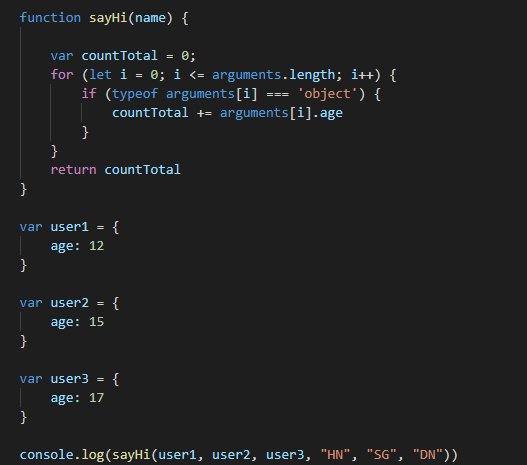 function sayHi(name) {
var countTotal = 0;
for (let i = 0; i <= arguments.length; i++) {
if (typeof arguments[i] === 'object') {
countTotal += arguments[i].age
}
}
return countTotal
}
var user1 = {
age: 12
}
var user2 = {
age: 15
}
var user3 = {
age: 17
}
console.log(sayHi(user1, user2, user3, "HN", "SG", "DN"))